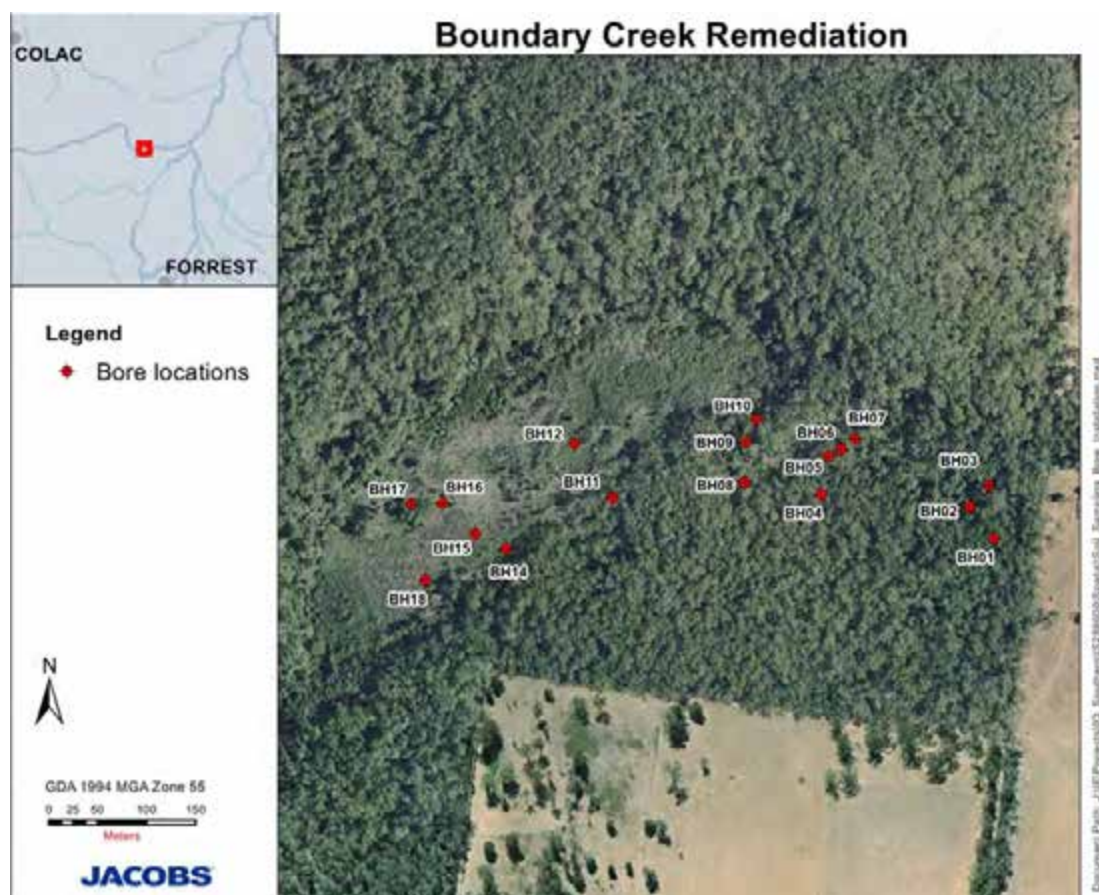 Boundary Creek Remediation
COLAC
FORREST
Legend
Bore locations
BH10
BH07
BH06
BH09
BH12
BH05
BH03
BH11
BH08
BH17
BH16
BH04
BH02
BH15
BH14
BH01
BH18
N
GDA 1994 MGA Zone 55
0 25 50 100 150
Meters
JACOBS